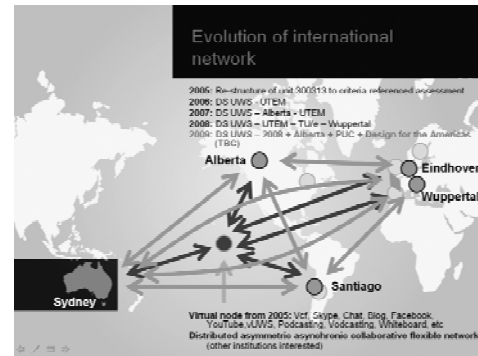 Evolution of international
network
2005: Re-structure of unit 300313 to criteria referenced assessment
2006: DS UWS - UTEM
2007: DS UWS – Alberta - UTEM
2008: DS UWS – UTEM – TU/e – Wuppertal
2009: DS UWS – 2008 + Alberta + PUC + Design for the Americas
(TBC)
Alberta
Eindhoven
Wuppertal
Santiago
Sydney
Virtual node from 2005: Vcf, Skype, Chat, Blog, Facebook,
YouTube, vUWS, Podcasting, Vodcasting, Whiteboard, etc
Distributed asymmetric asynchronic collaborative flexible network
(other institutions interested)